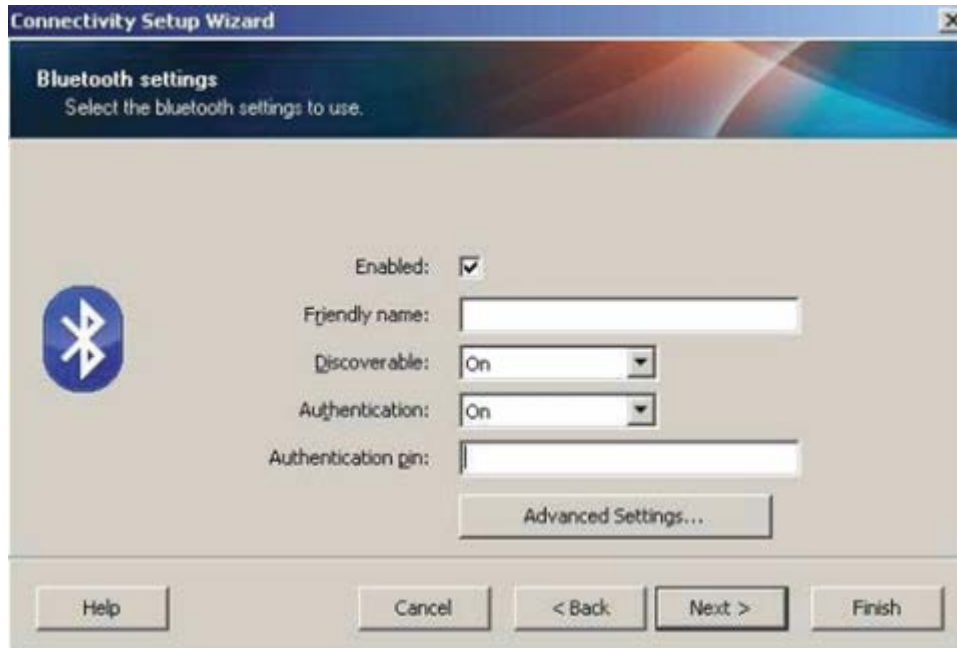 Connectivity Setup Wizard
Bluetooth settings
Select the bluetooth settings to use.
Enabled:
Friendly name:
Discoverable: On
Authentication: On
Authentication pin:
Advanced Settings...
Help Cancel < Back Next > Finish